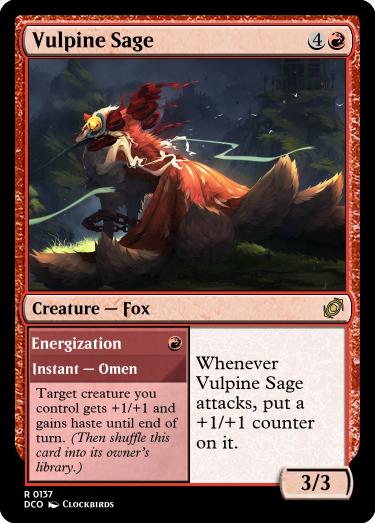 Vulpine Sage 4
Creature — Fox
Energization
Instant — Omen
Target creature you
control gets +1/+1 and
gains haste until end of
turn. (Then shuffle this
card into its owner's
library.)
Whenever
Vulpine Sage
attacks, put a
+1/+1 counter
on it.
3/3
R 0137
DCO Clockbirds